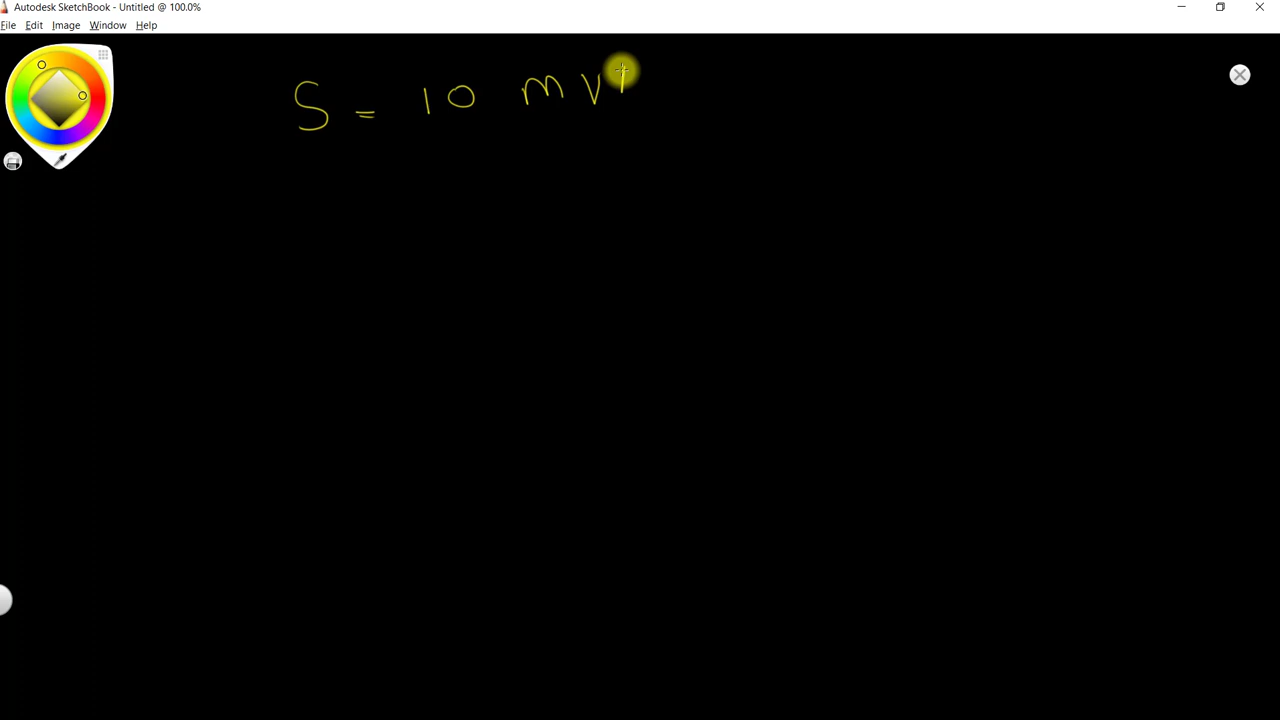 Autodesk SketchBook - Untitled @ 100.0%
File Edit Image Window Help
S = 10 mV